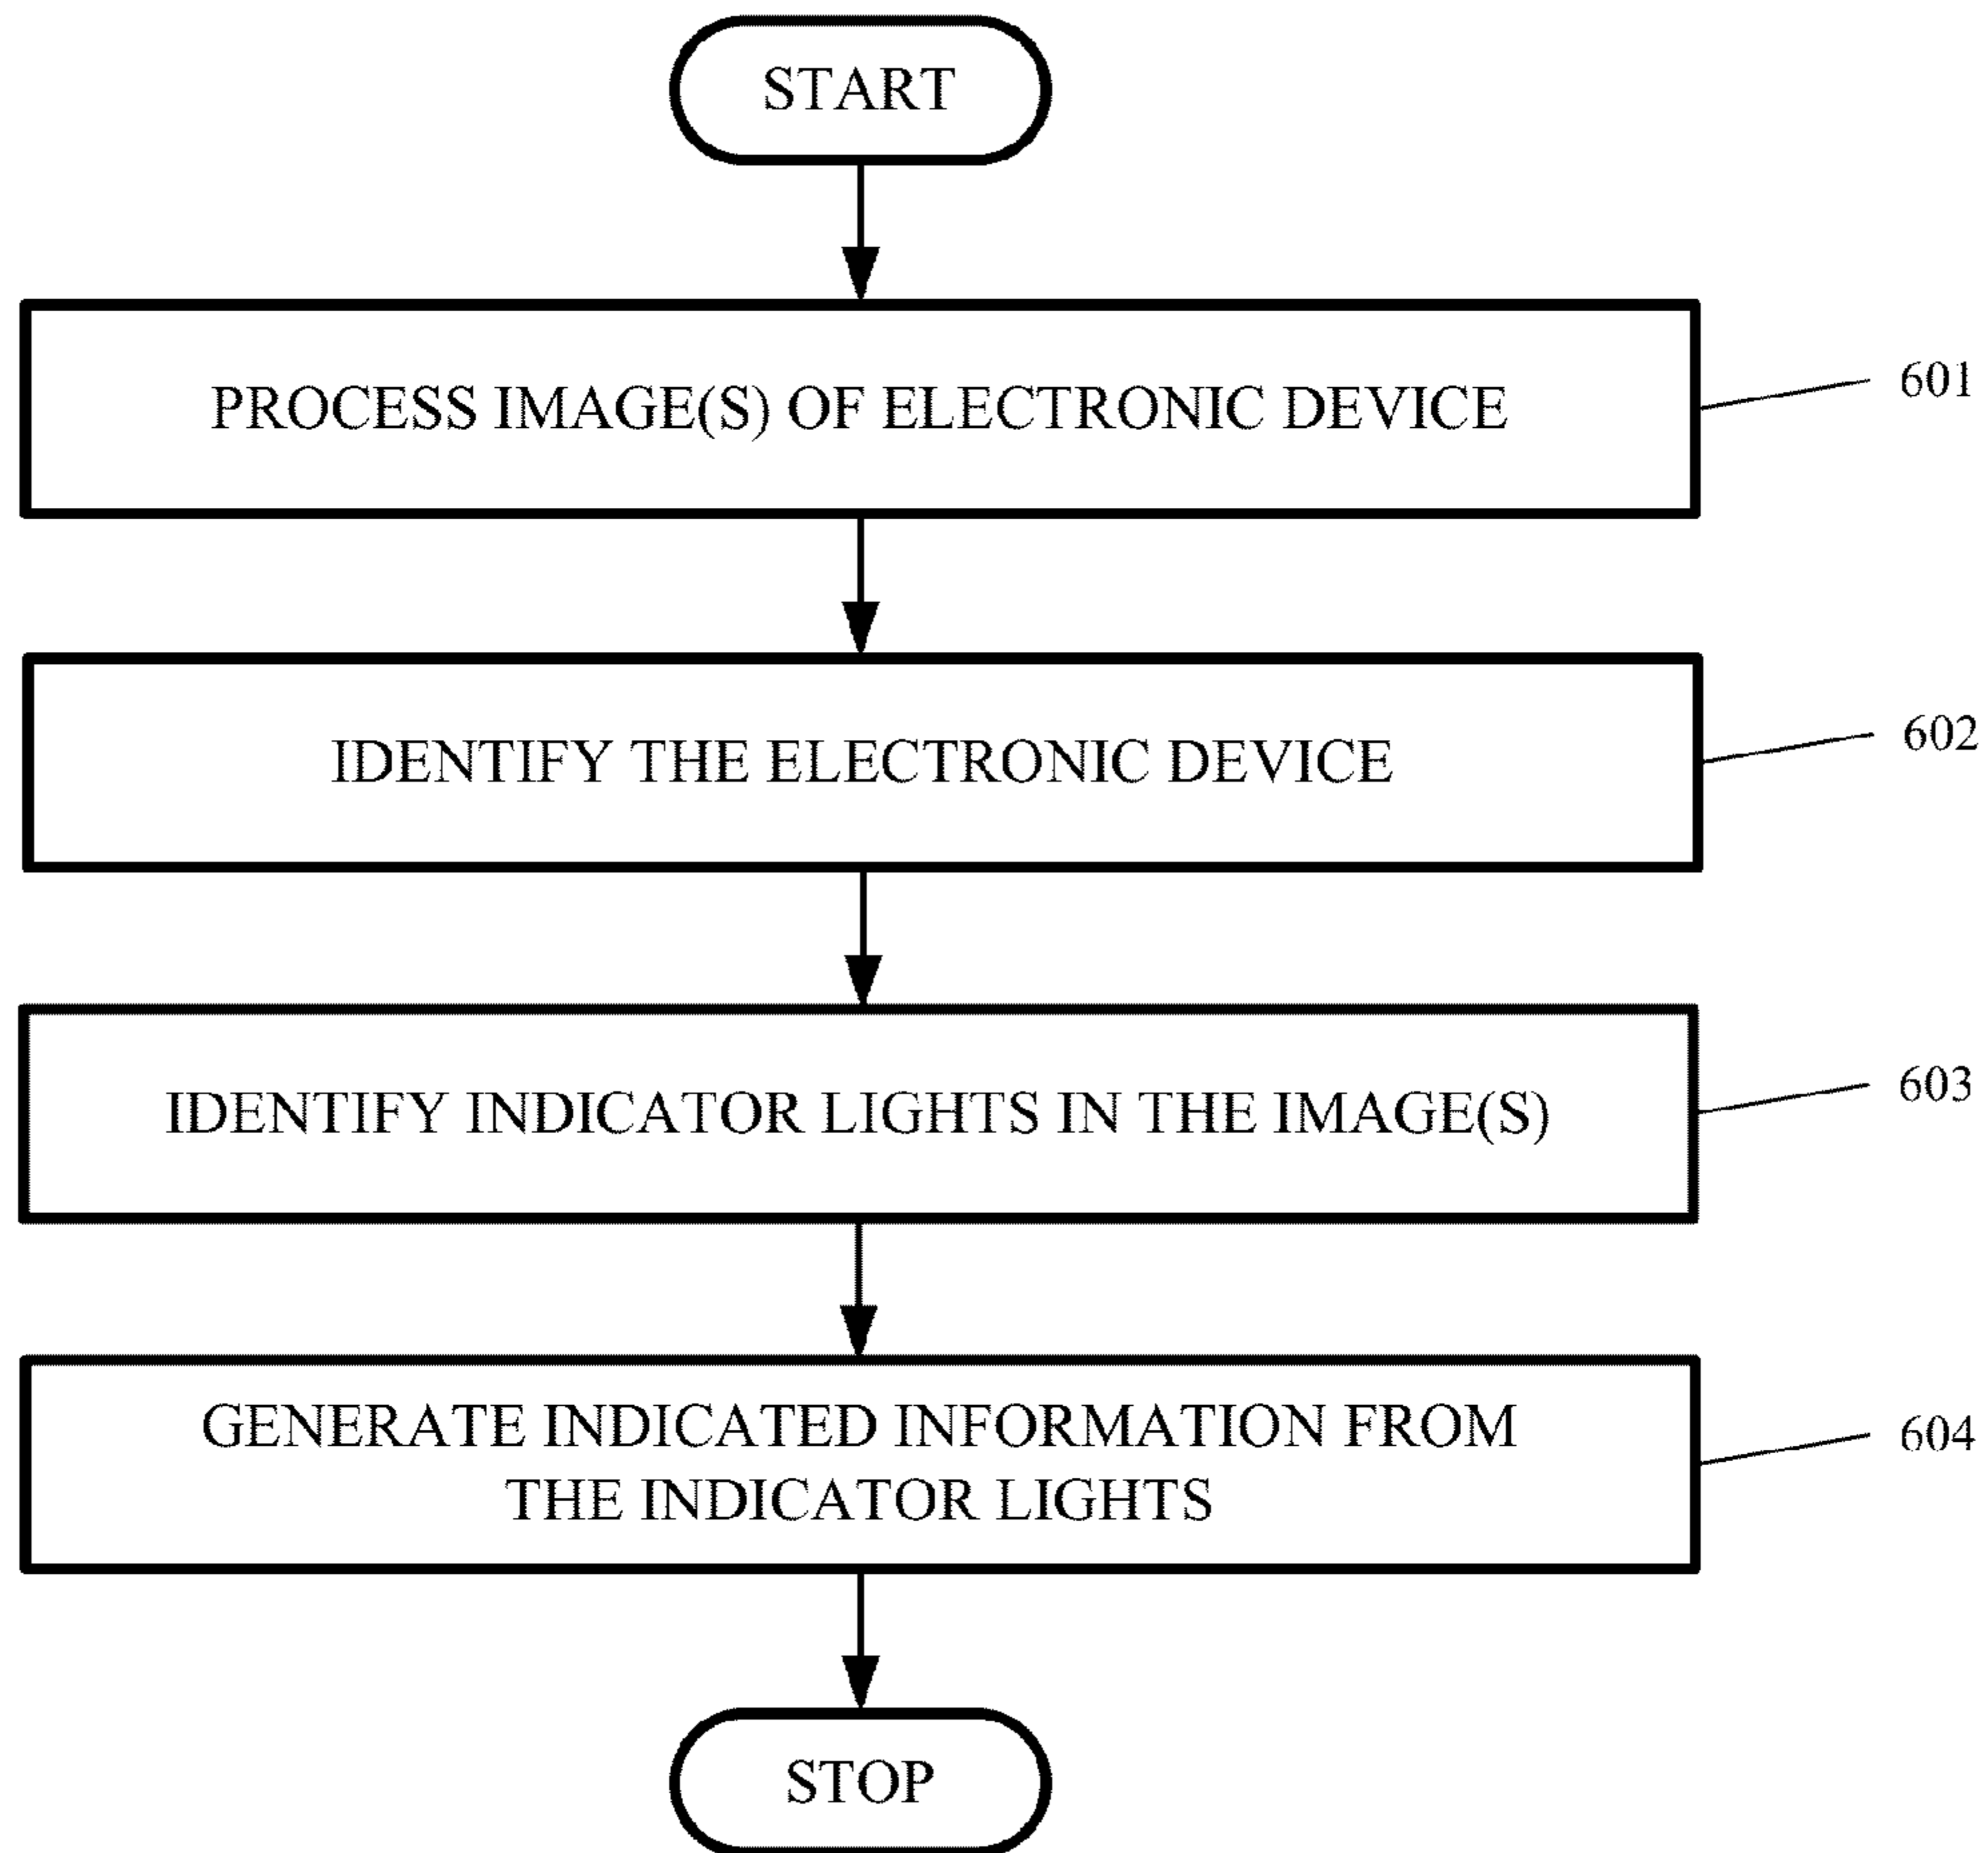 START
PROCESS IMAGE(S) OF ELECTRONIC DEVICE
601
IDENTIFY THE ELECTRONIC DEVICE
602
IDENTIFY INDICATOR LIGHTS IN THE IMAGE(S)
603
GENERATE INDICATED INFORMATION FROM
THE INDICATOR LIGHTS
604
STOP